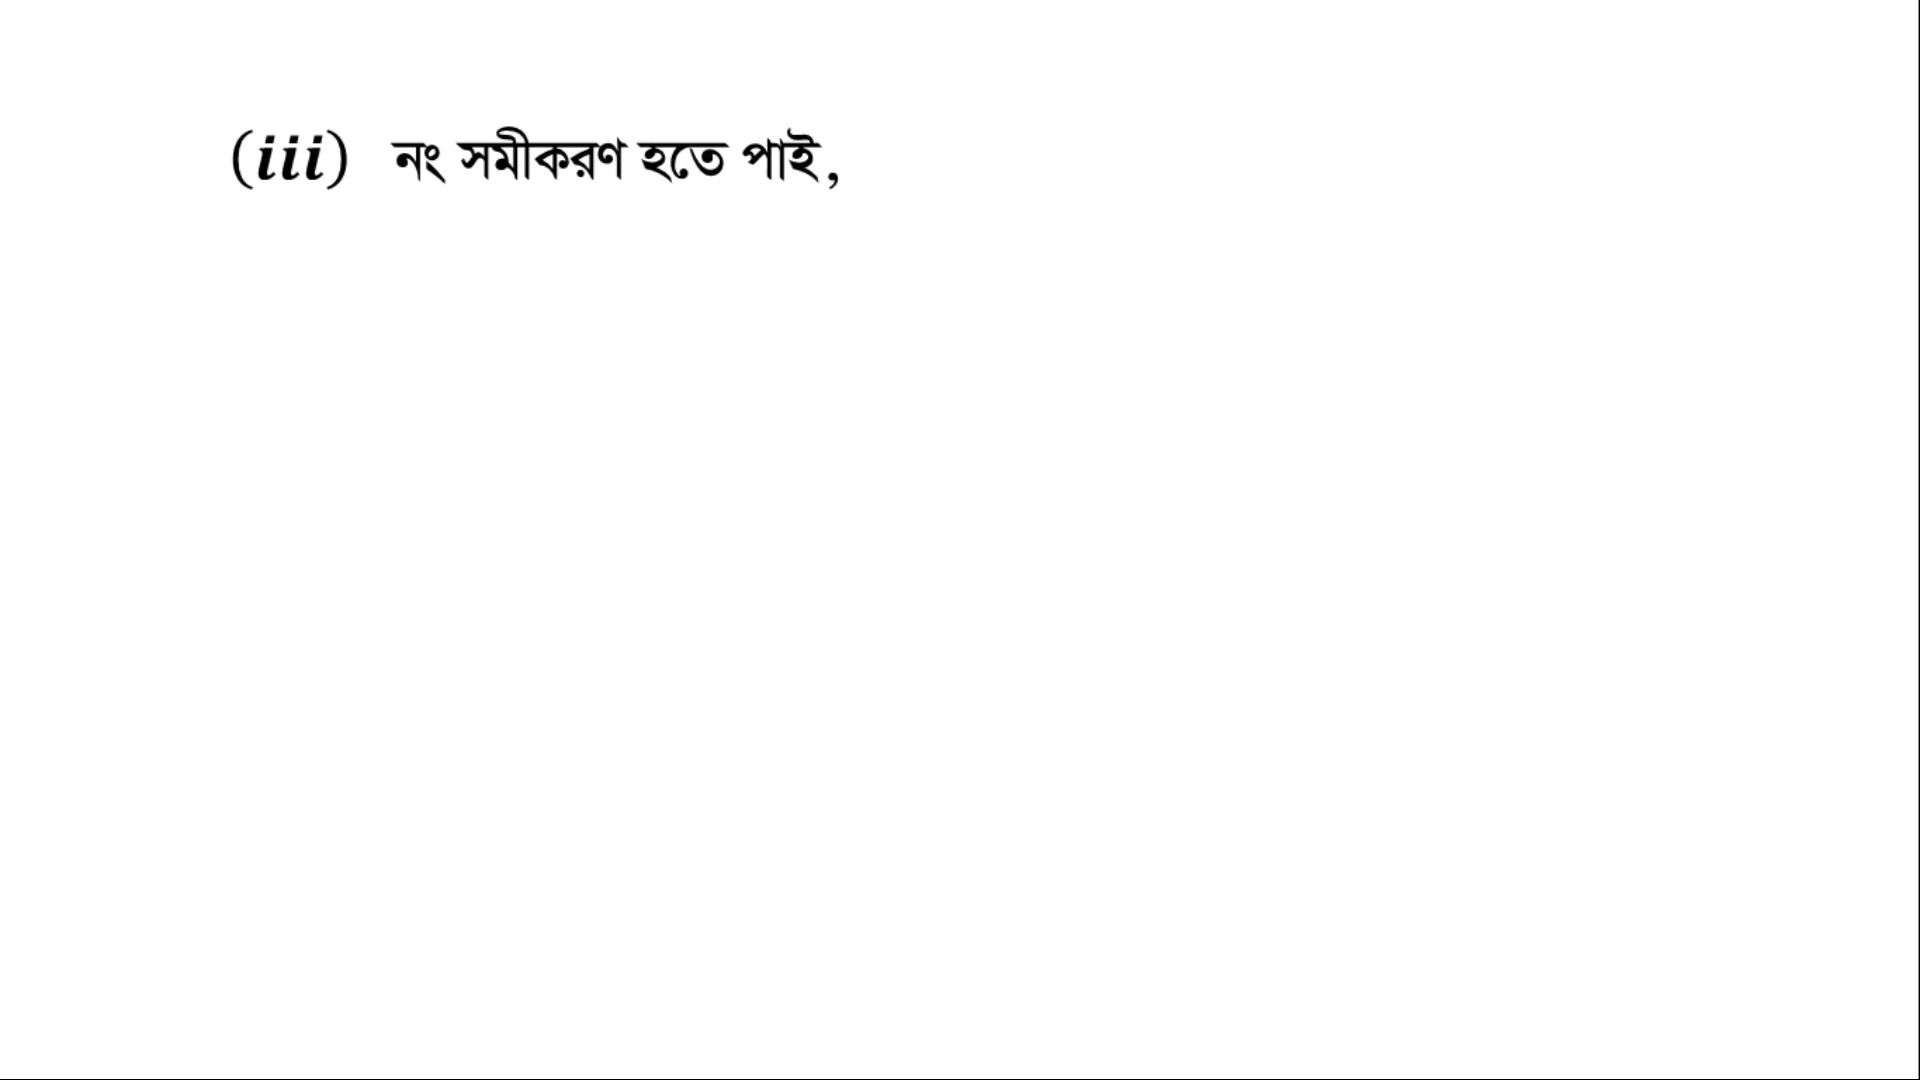 (iii) নং সমীকরণ হতে পাই,